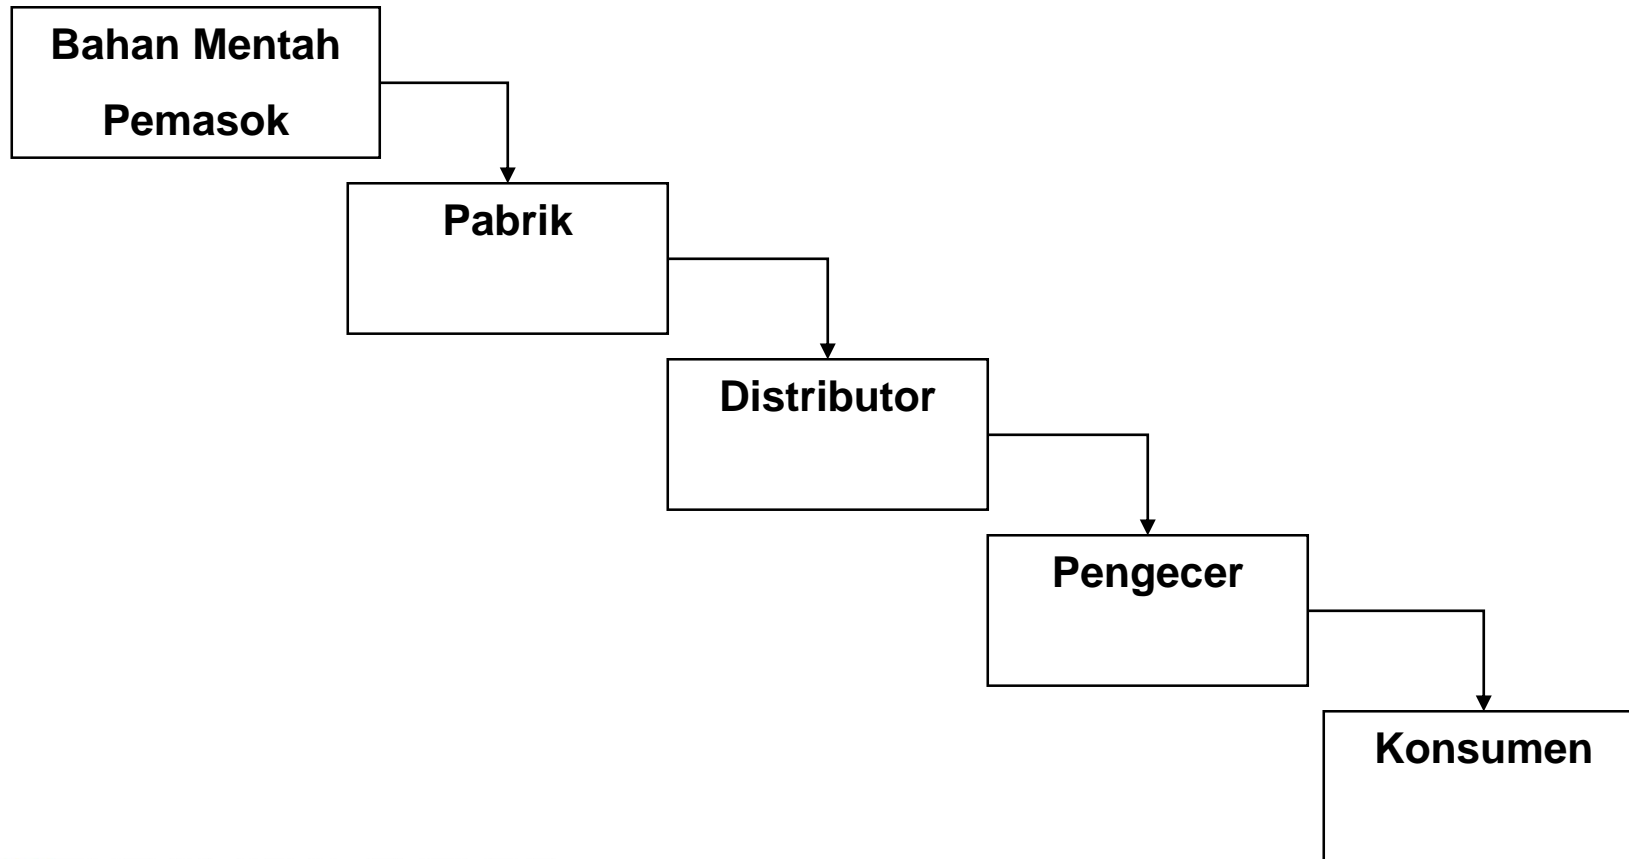 Bahan Mentah
Pemasok
Pabrik
Distributor
Pengecer
Konsumen